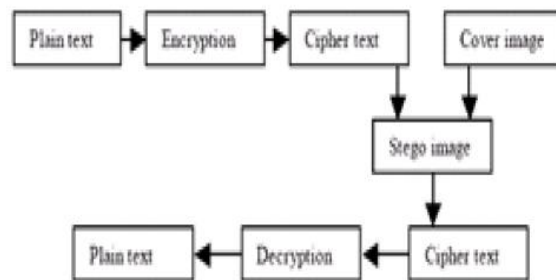 Plain text
Encryption
Cipher text
Cover image
Stego image
Plain text
Decryption
Cipher text